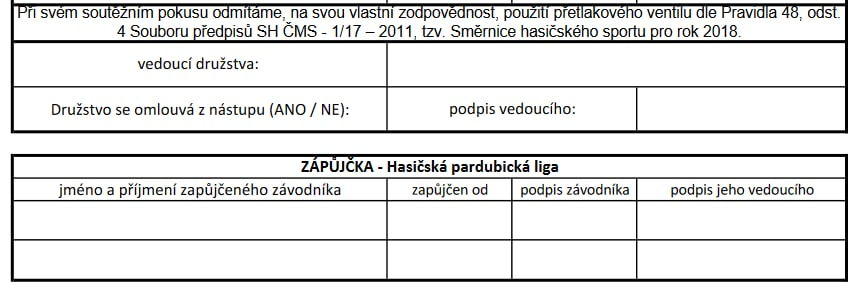 Při svém soutěžním pokusu odmítáme, na svou vlastní zodpovědnost, použití přetlakového ventilu dle Pravidla 48, odst.
4 Souboru předpisů SH ČMS - 1/17 – 2011, tzv. Směrnice hasičského sportu pro rok 2018.
vedoucí družstva:
Družstvo se omlouvá z nástupu (ANO / NE): podpis vedoucího:
ZÁPŮJČKA - Hasičská pardubická liga
jméno a příjmení zapůjčeného závodníka zapůjčen od podpis závodníka podpis jeho vedoucího